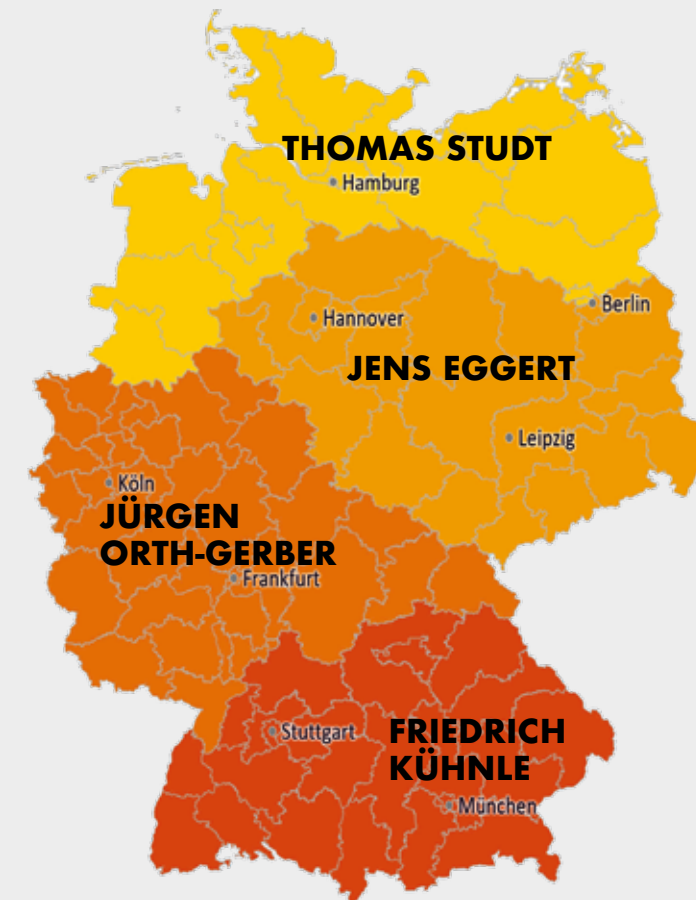 THOMAS STUDT
Hamburg
Berlin
Hannover
JENS EGGERT
Leipzig
Köln
JÜRGEN
ORTH-GERBER
Frankfurt
Stuttgart
FRIEDRICH
KÜHNLE
München